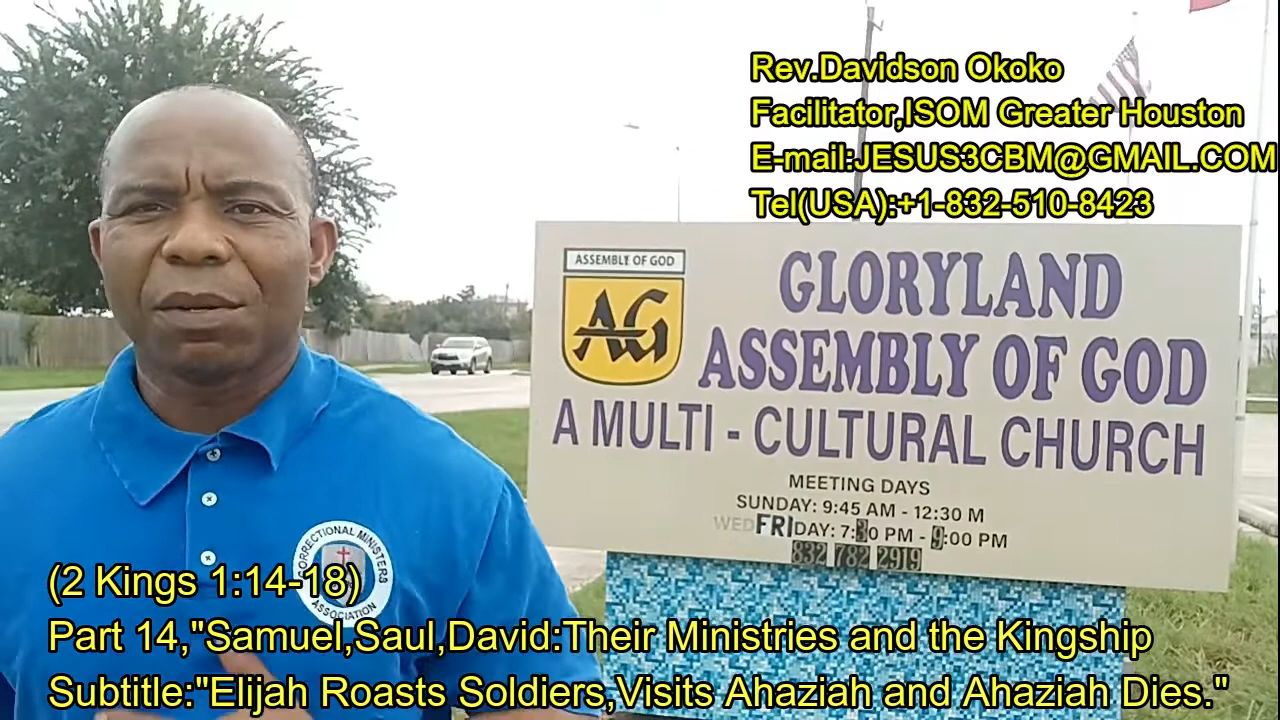 Rev.Davidson Okoko
Facilitator,ISOM Greater Houston
E-mail:JESUS3CBM@GMAIL.COM
Tel(USA):+1-832-510-8423
ASSEMBLY OF GOD
AG
GLORYLAND
ASSEMBLY OF GOD
A MULTI - CULTURAL CHURCH
MEETING DAYS
SUNDAY: 9:45 AM - 12:30 M
WEDFRIDAY: 7:30 PM - 9:00 PM
832 782 2919
CORRECTIONAL MINISTERS
ASSOCIATION
(2 Kings 1:14-18)
Part 14,"Samuel,Saul,David:Their Ministries and the Kingship
Subtitle:"Elijah Roasts Soldiers,Visits Ahaziah and Ahaziah Dies."